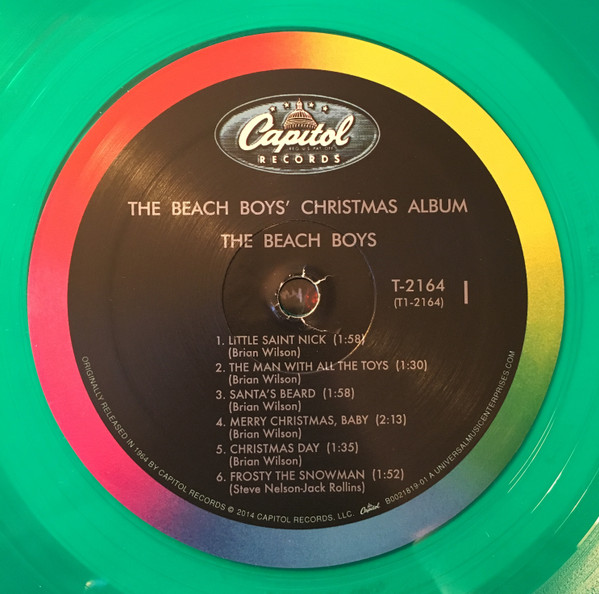 Capitol
REG. U.S. PAT. OFF.
RECORDS
THE BEACH BOYS' CHRISTMAS ALBUM
THE BEACH BOYS
T-2164
(T1-2164)
I
1. LITTLE SAINT NICK (1:58)
(Brian Wilson)
2. THE MAN WITH ALL THE TOYS (1:30)
(Brian Wilson)
3. SANTA'S BEARD (1:58)
(Brian Wilson)
4. MERRY CHRISTMAS, BABY (2:13)
(Brian Wilson)
5. CHRISTMAS DAY (1:35)
(Brian Wilson)
6. FROSTY THE SNOWMAN (1:52)
(Steve Nelson-Jack Rollins)
ORIGINALLY RELEASED IN 1964 BY CAPITOL RECORDS ℗ © 2014 CAPITOL RECORDS, LLC. Capitol B0021819-01 A UNIVERSALMUSICENTERPRISES.COM